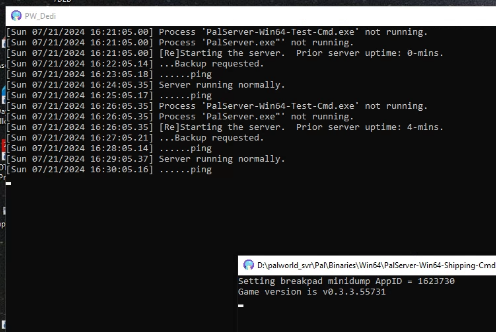 PW_Dedi
[Sun 07/21/2024 16:21:05.00] Process 'PalServer-Win64-Test-Cmd.exe' not running.
[Sun 07/21/2024 16:21:05.00] Process 'PalServer.exe"' not running.
[Sun 07/21/2024 16:21:05.00] [Re]Starting the server.  Prior server uptime: 0-mins.
[Sun 07/21/2024 16:22:05.14] ...Backup requested.
[Sun 07/21/2024 16:23:05.18] ......ping
[Sun 07/21/2024 16:24:05.35] Server running normally.
[Sun 07/21/2024 16:25:05.17] ......ping
[Sun 07/21/2024 16:26:05.35] Process 'PalServer-Win64-Test-Cmd.exe' not running.
[Sun 07/21/2024 16:26:05.35] Process 'PalServer.exe"' not running.
[Sun 07/21/2024 16:26:05.35] [Re]Starting the server.  Prior server uptime: 4-mins.
[Sun 07/21/2024 16:27:05.21] ...Backup requested.
[Sun 07/21/2024 16:28:05.14] ......ping
[Sun 07/21/2024 16:29:05.37] Server running normally.
[Sun 07/21/2024 16:30:05.16] ......ping
D:\palworld_svr\Pal\Binaries\Win64\PalServer-Win64-Shipping-Cmd
Setting breakpad minidump AppID = 1623730
Game version is v0.3.3.55731